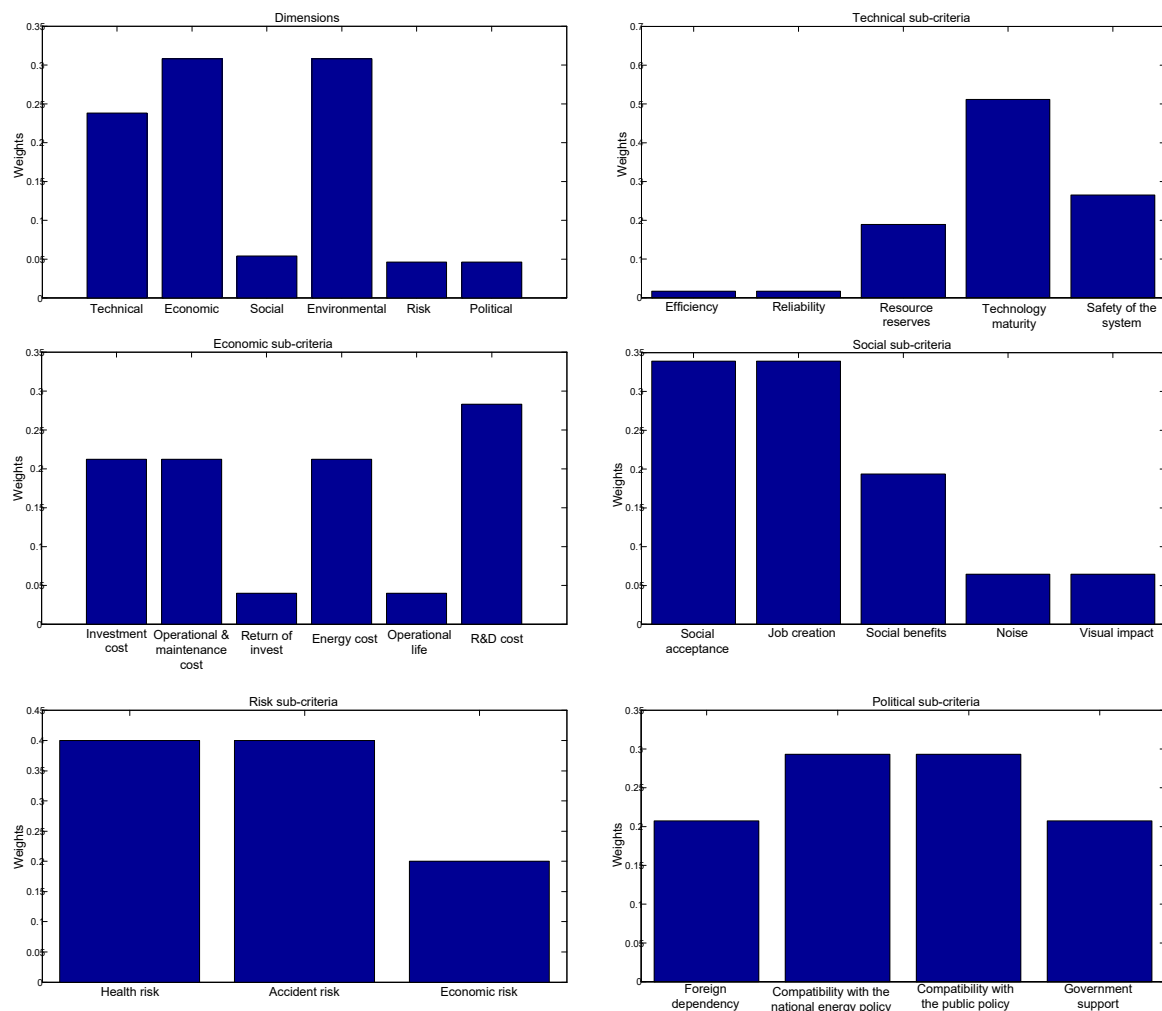 Dimensions
0.35
0.3
0.25
0.2
0.15
0.1
0.05
0
Weights
Technical
Economic
Social
Environmental
Risk
Political
Technical sub-criteria
0.7
0.6
0.5
0.4
0.3
0.2
0.1
0
Weights
Efficiency
Reliability
Resource
reserves
Technology
maturity
Safety of the
system
Economic sub-criteria
0.35
0.3
0.25
0.2
0.15
0.1
0.05
0
Weights
Investment
cost
Operational &
maintenance
cost
Return of
invest
Energy cost
Operational
life
R&D cost
Social sub-criteria
0.35
0.3
0.25
0.2
0.15
0.1
0.05
0
Weights
Social
acceptance
Job creation
Social benefits
Noise
Visual impact
Risk sub-criteria
0.45
0.4
0.35
0.3
0.25
0.2
0.15
0.1
0.05
0
Weights
Health risk
Accident risk
Economic risk
Political sub-criteria
0.35
0.3
0.25
0.2
0.15
0.1
0.05
0
Weights
Foreign
dependency
Compatibility with the
national energy policy
Compatibility with
the public policy
Government
support